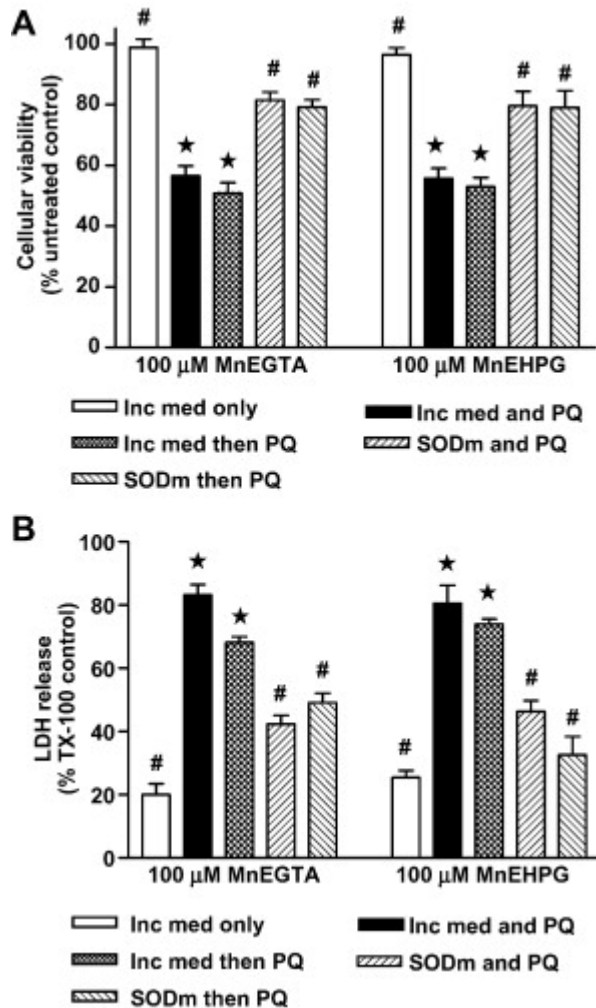 A
Cellular viability
(% untreated control)
100
80
60
40
20
0
#
★
★
#
#
#
★
★
#
#
100 μM MnEGTA
100 μM MnEHPG
Inc med only
Inc med and PQ
Inc med then PQ
SODm and PQ
SODm then PQ
B
LDH release
(% TX-100 control)
100
80
60
40
20
0
#
★
★
#
#
#
★
★
#
#
100 μM MnEGTA
100 μM MnEHPG
Inc med only
Inc med and PQ
Inc med then PQ
SODm and PQ
SODm then PQ